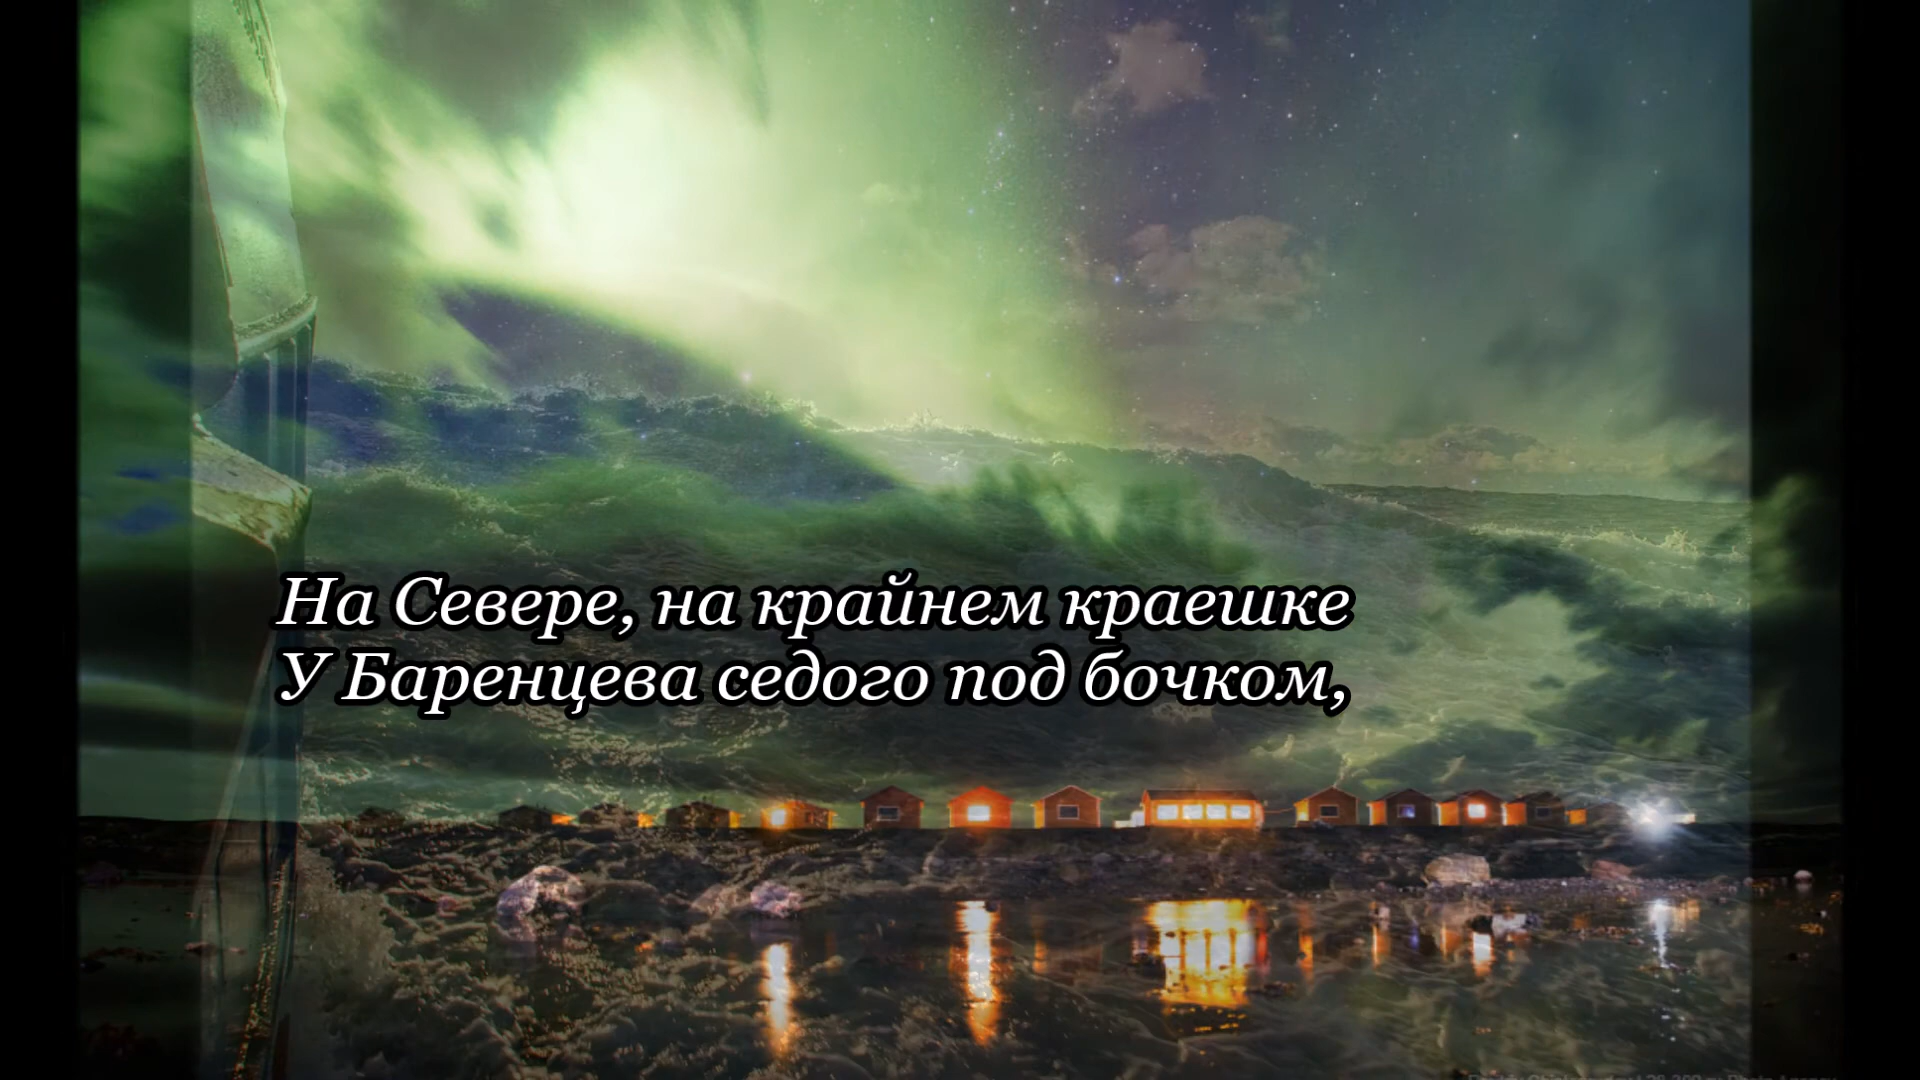 На Севере, на крайнем краешке
У Баренцева седого под бочком,